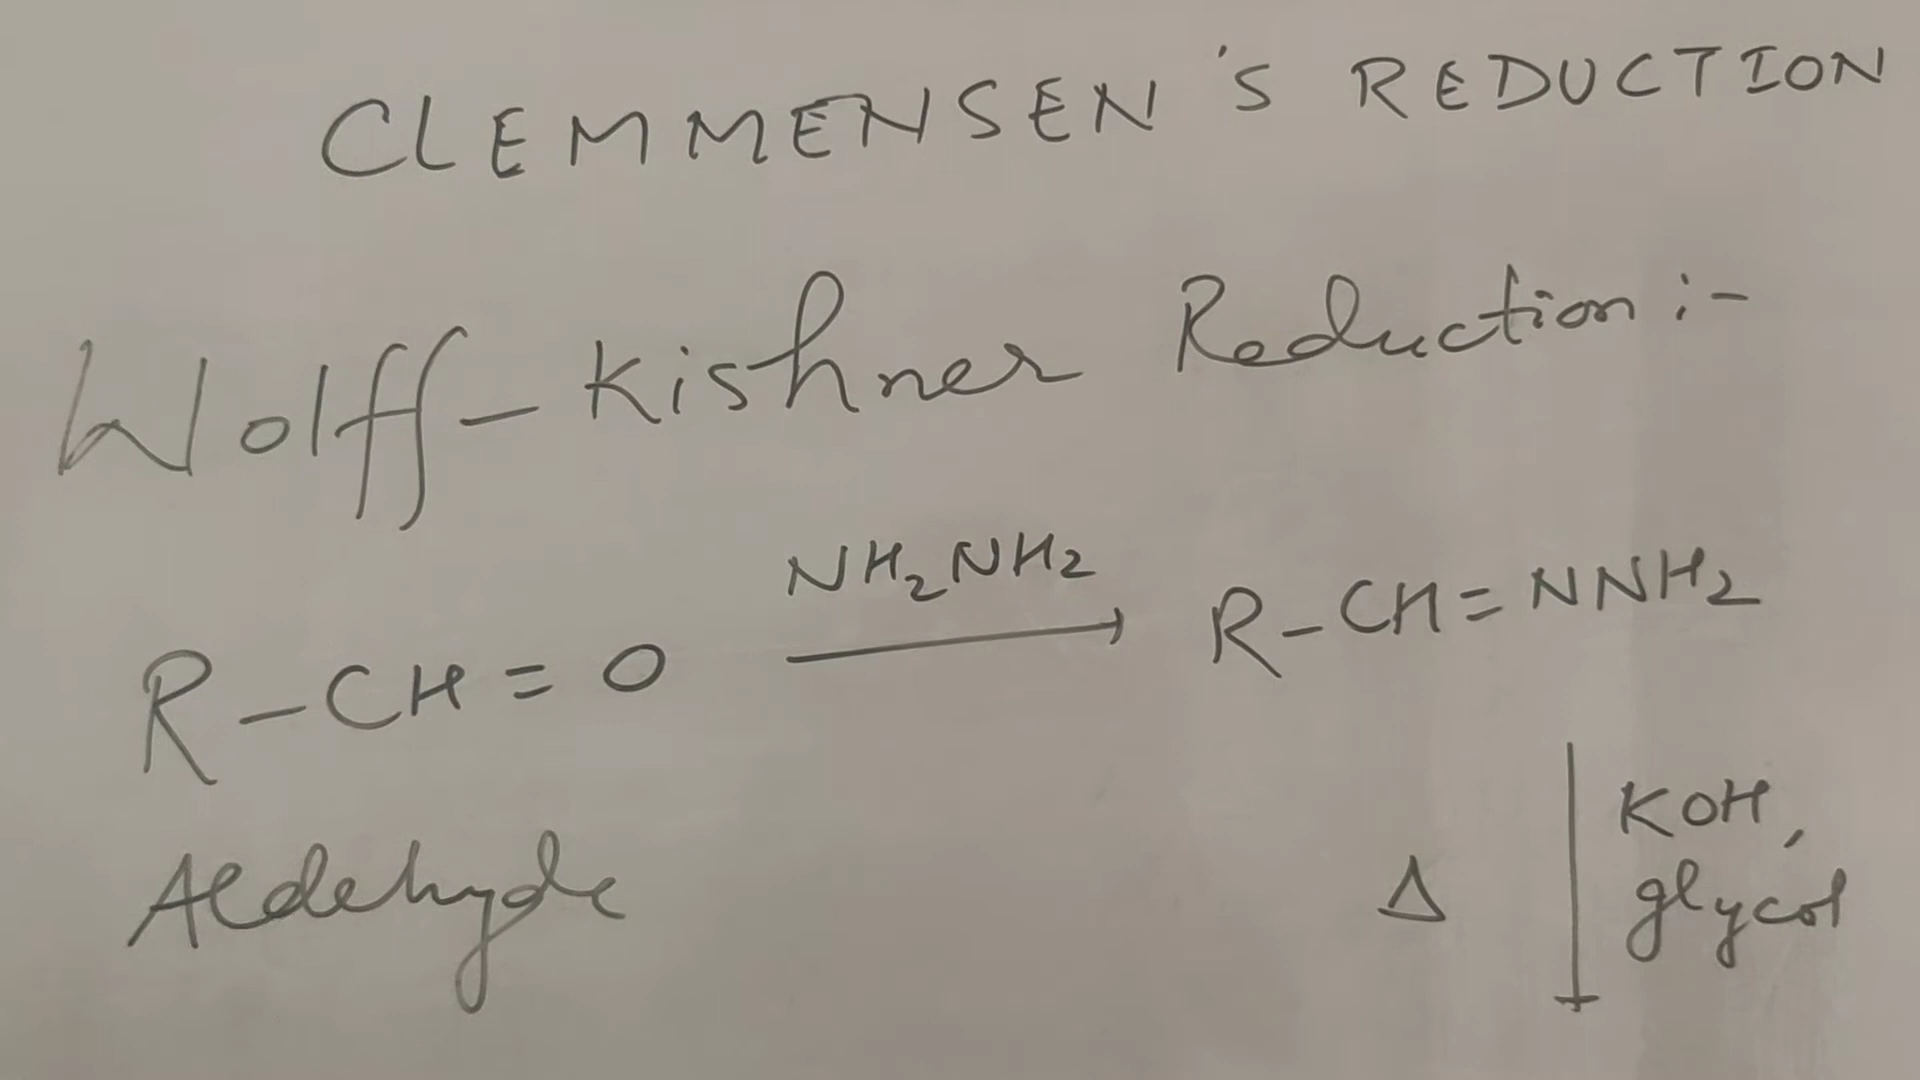 CLEMMENSEN'S REDUCTION
Wolff-Kishner Reduction :-
NH2NH2
R-CH=O → R-CH=NNH2
Aldehyde
Δ KOH,
glycol